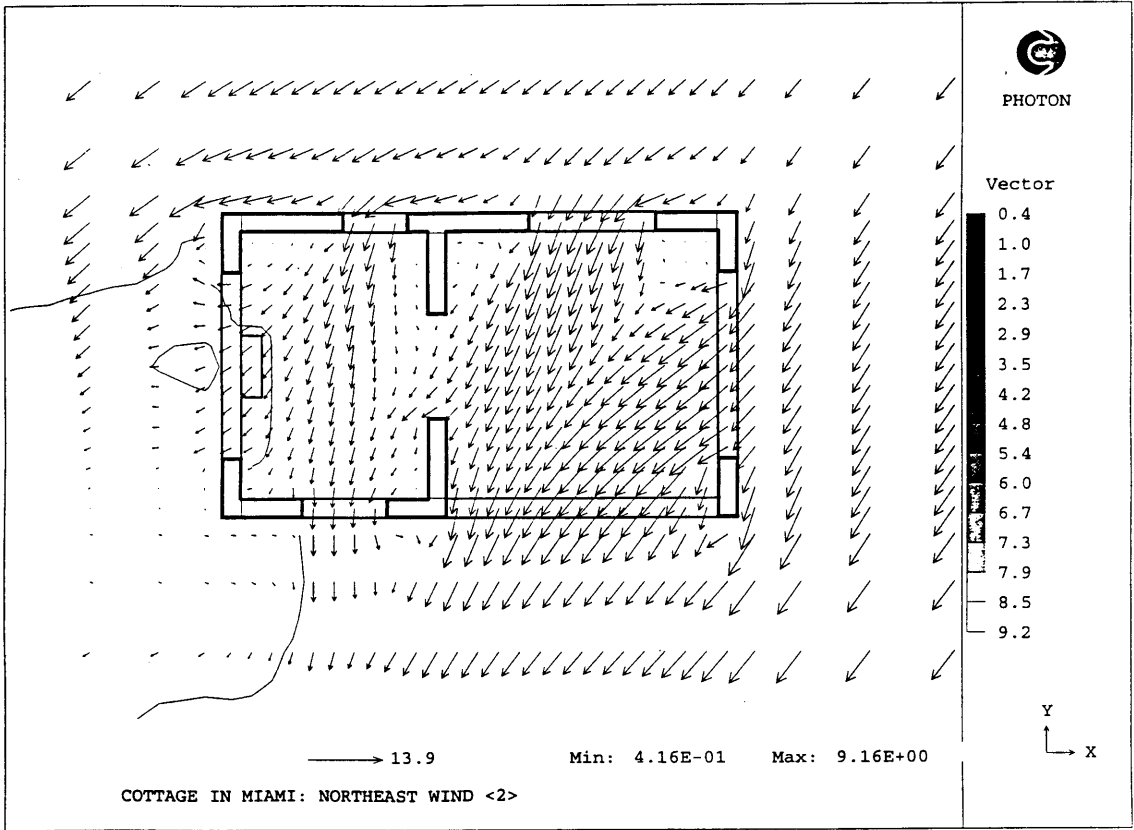 PHOTON
Vector
0.4
1.0
1.7
2.3
2.9
3.5
4.2
4.8
5.4
6.0
6.7
7.3
7.9
8.5
9.2
Y
X
13.9 Min: 4.16E-01 Max: 9.16E+00
COTTAGE IN MIAMI: NORTHEAST WIND <2>